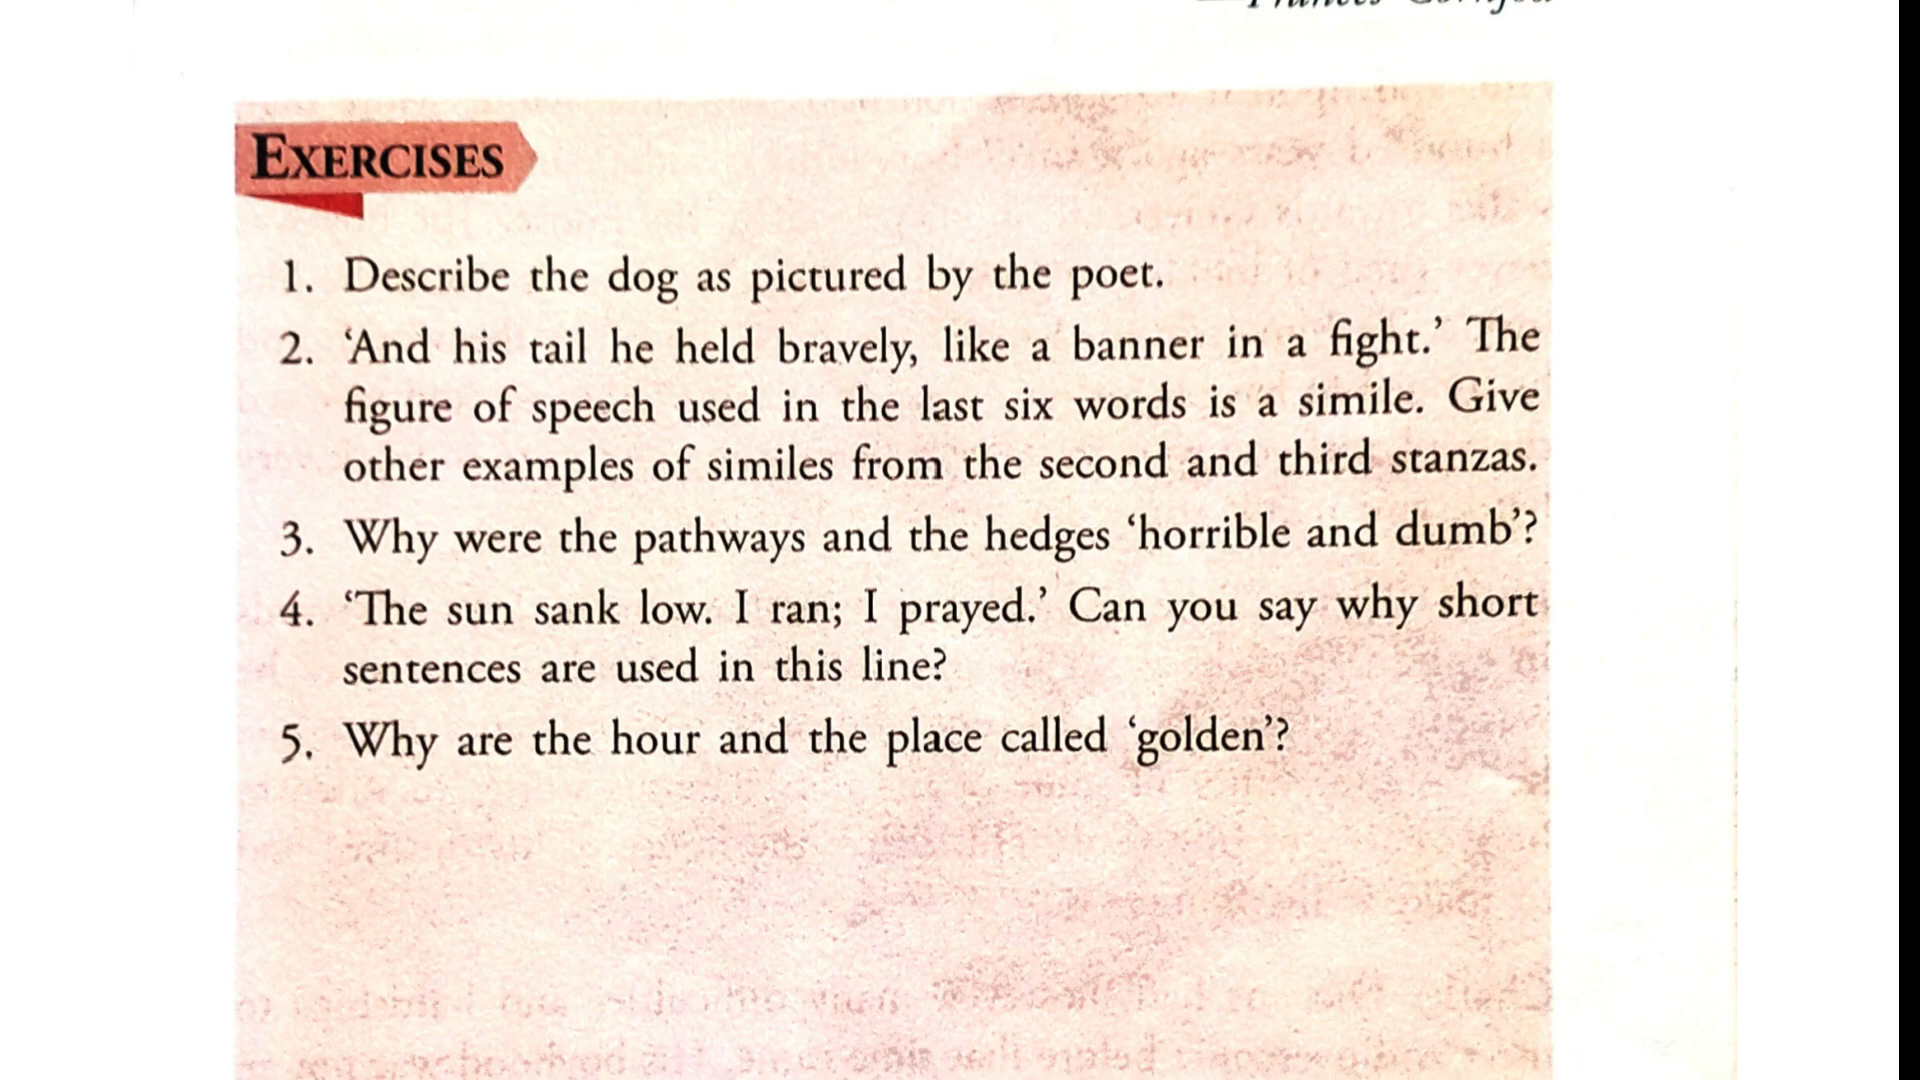 EXERCISES
1. Describe the dog as pictured by the poet.
2. ‘And his tail he held bravely, like a banner in a fight.’ The
figure of speech used in the last six words is a simile. Give
other examples of similes from the second and third stanzas.
3. Why were the pathways and the hedges ‘horrible and dumb’?
4. ‘The sun sank low. I ran; I prayed.’ Can you say why short
sentences are used in this line?
5. Why are the hour and the place called ‘golden’?